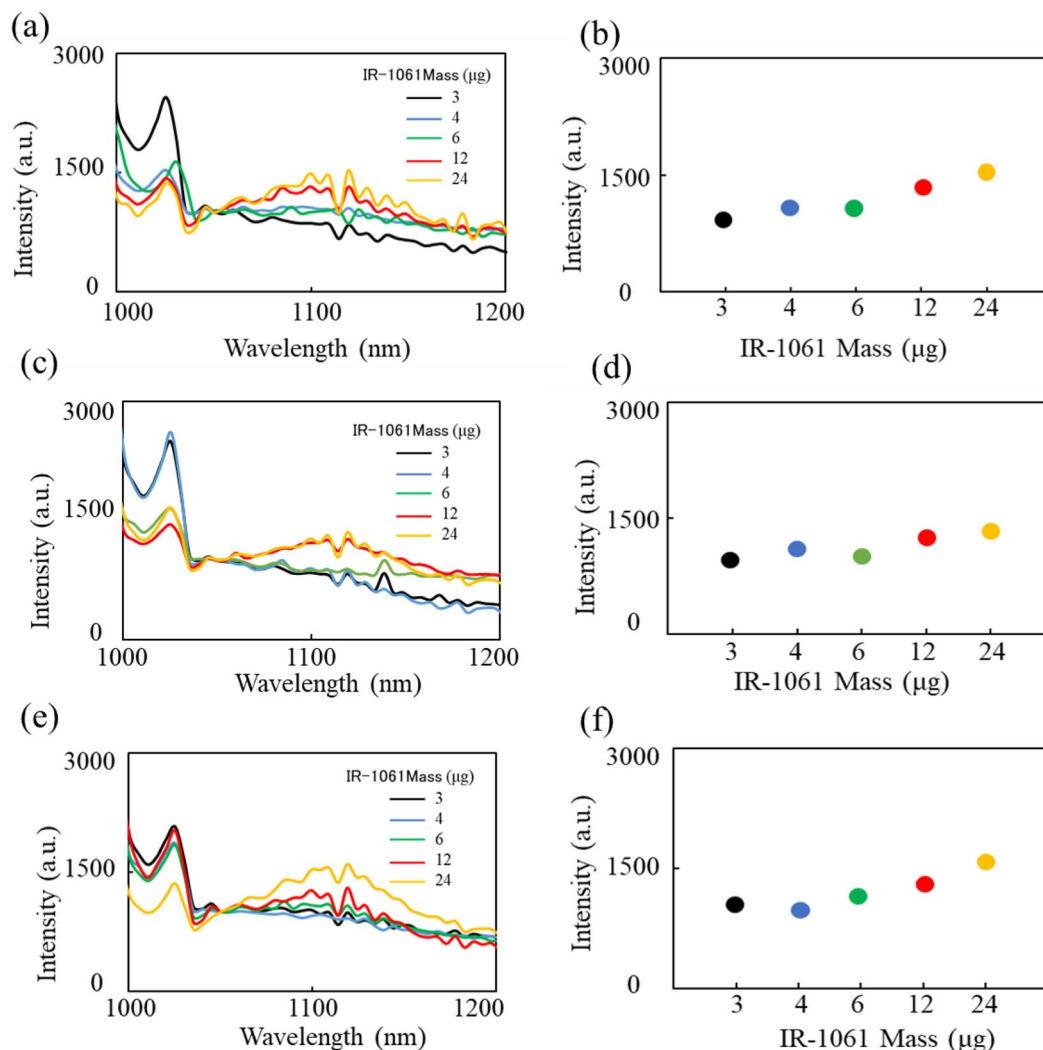 (a)
3000
1500
0
Intensity (a.u.)
IR-1061Mass (μg)
3
4
6
12
24
1000 1100 1200
Wavelength (nm)
(b)
3000
1500
0
Intensity (a.u.)
3 4 6 12 24
IR-1061 Mass (μg)
(c)
3000
1500
0
Intensity (a.u.)
IR-1061Mass (μg)
3
4
6
12
24
1000 1100 1200
Wavelength (nm)
(d)
3000
1500
0
Intensity (a.u.)
3 4 6 12 24
IR-1061 Mass (μg)
(e)
3000
1500
0
Intensity (a.u.)
IR-1061Mass (μg)
3
4
6
12
24
1000 1100 1200
Wavelength (nm)
(f)
3000
1500
0
Intensity (a.u.)
3 4 6 12 24
IR-1061 Mass (μg)